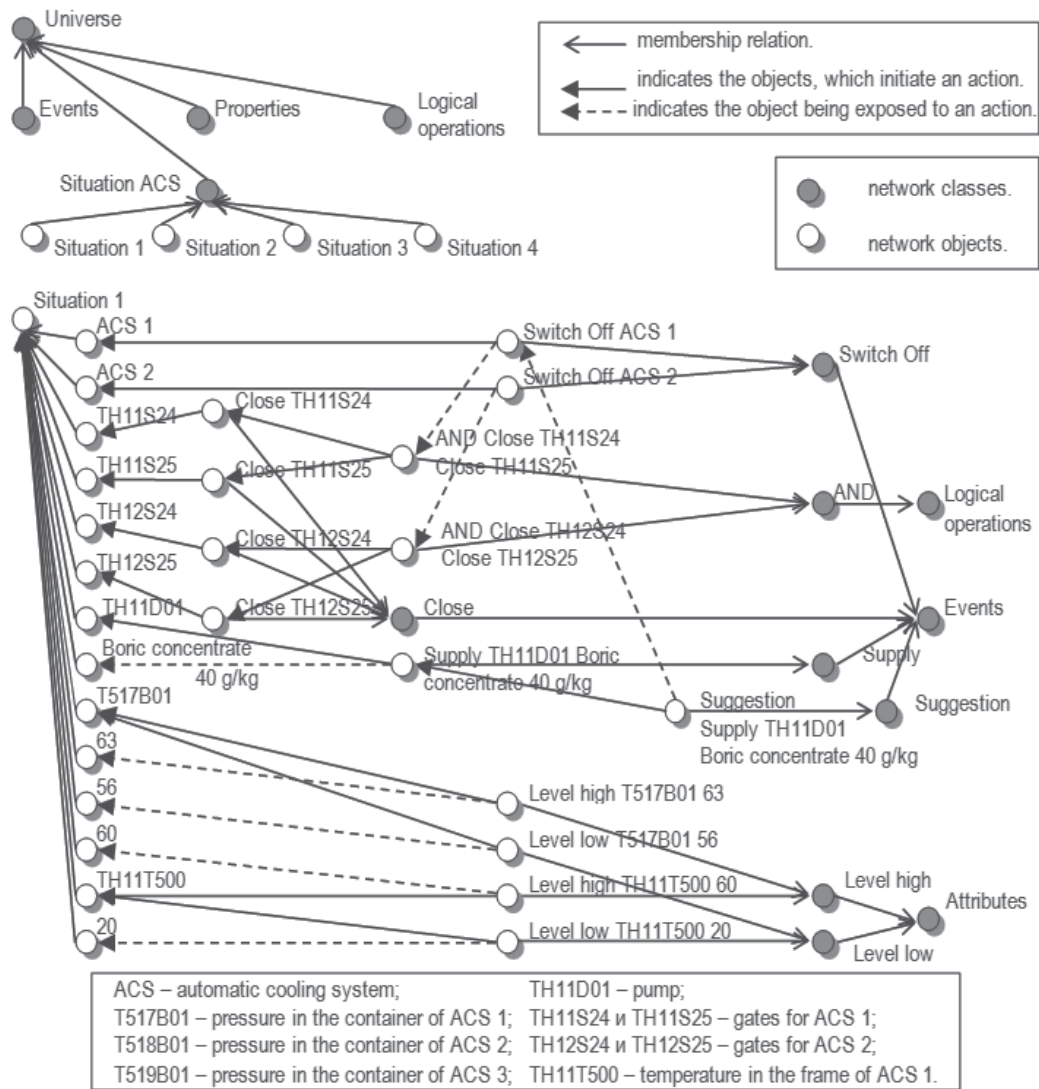 Universe
membership relation.
indicates the objects, which initiate an action.
indicates the object being exposed to an action.
Events
Properties
Logical
operations
Situation ACS
network classes.
network objects.
Situation 1
Situation 2
Situation 3
Situation 4
Situation 1
ACS 1
Switch Off ACS 1
Switch Off
ACS 2
Switch Off ACS 2
TH11S24
Close TH11S24
AND Close TH11S24
Close TH11S25
TH11S25
Close TH11S25
AND
Logical
operations
TH12S24
Close TH12S24
AND Close TH12S24
Close TH12S25
TH12S25
Close TH12S25
Close
Events
TH11D01
Boric concentrate
40 g/kg
Supply TH11D01 Boric
concentrate 40 g/kg
Supply
T517B01
Suggestion
Supply TH11D01
Boric concentrate 40 g/kg
Suggestion
63
Level high T517B01 63
56
Level low T517B01 56
60
TH11T500
Level high TH11T500 60
Level high
Attributes
20
Level low TH11T500 20
Level low
ACS – automatic cooling system;
TH11D01 – pump;
T517B01 – pressure in the container of ACS 1;
TH11S24 и TH11S25 – gates for ACS 1;
T518B01 – pressure in the container of ACS 2;
TH12S24 и TH12S25 – gates for ACS 2;
T519B01 – pressure in the container of ACS 3;
TH11T500 – temperature in the frame of ACS 1.